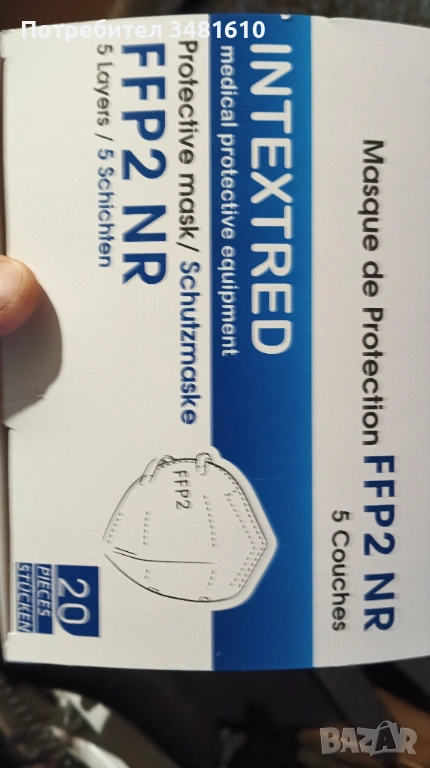 Потребител 3481610
Masque de Protection FFP2 NR
5 Couches
INTEXTRED
medical protective equipment
Protective mask/ Schutzmaske
FFP2 NR
5 Layers / 5 Schichten
FFP2
20
PIECES
STÜCKEN
BAZAR